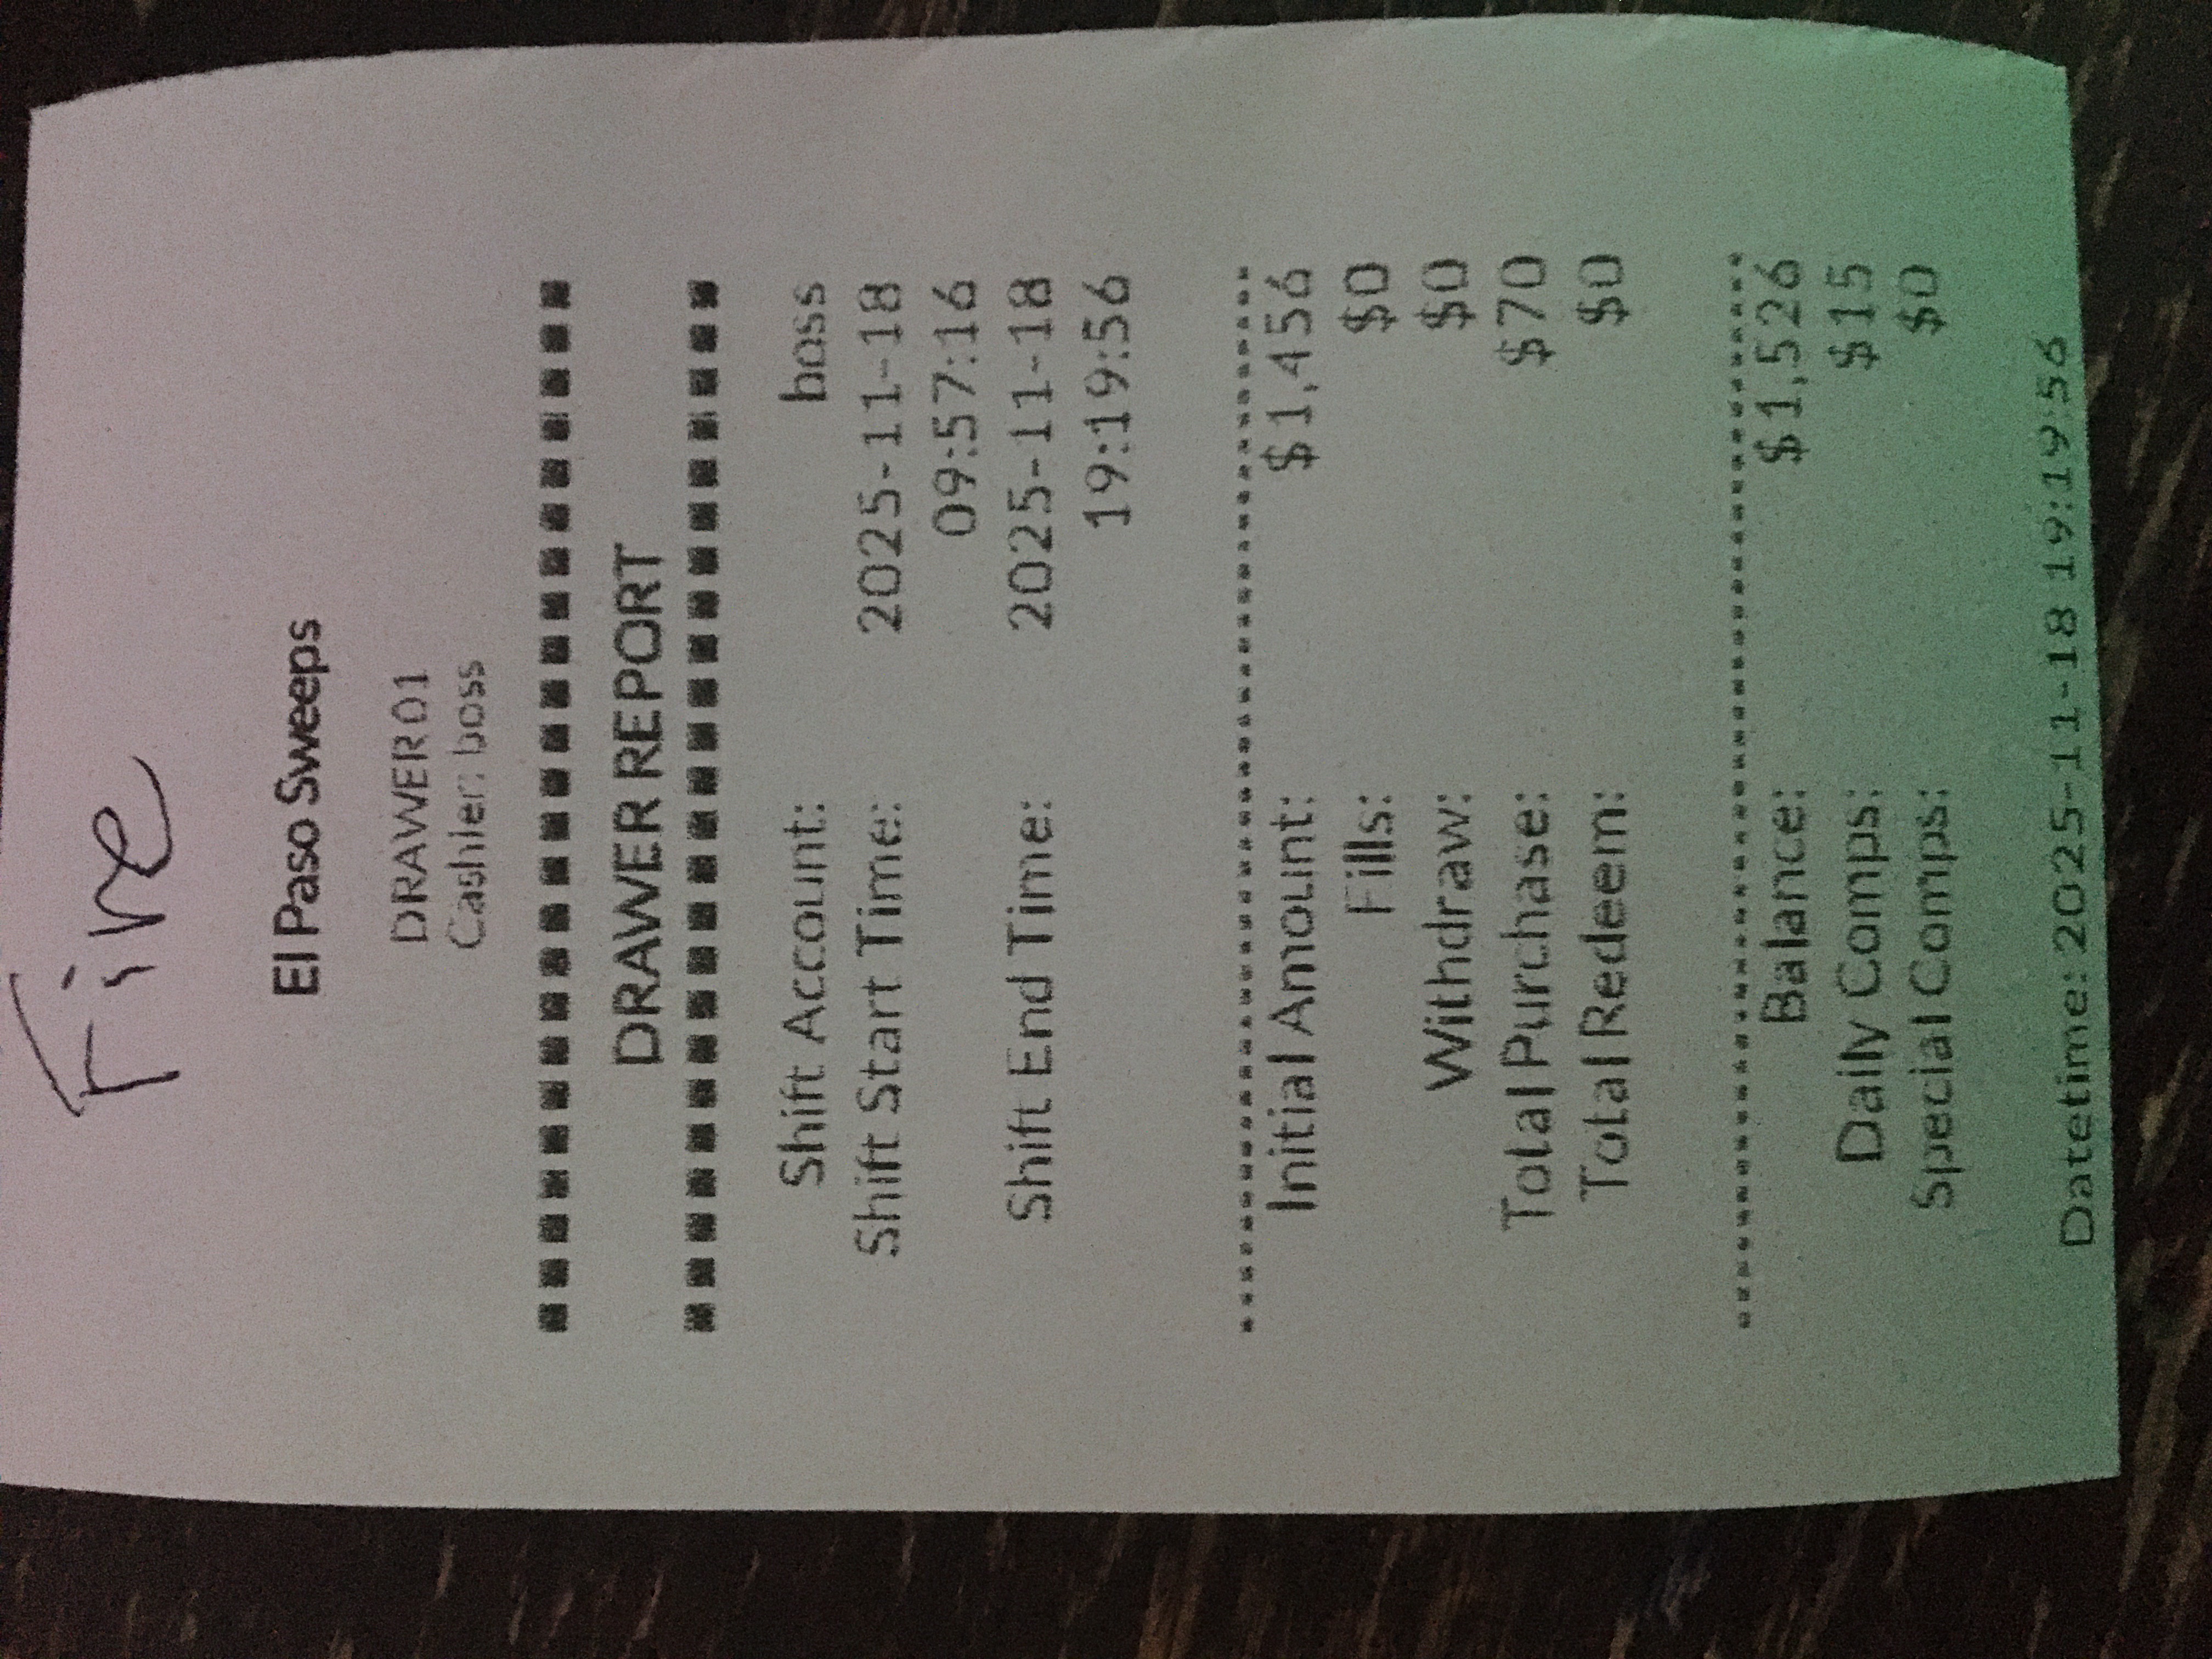 Fire
El Paso Sweeps
DRAWER01
Cashier: boss
DRAWER REPORT
Shift Account: boss
Shift Start Time: 2025-11-18
09:57:16
Shift End Time: 2025-11-18
19:19:56
Initial Amount: $1,456
Fills: $0
Withdraw: $0
Total Purchase: $70
Total Redeem: $0
Balance: $1,526
Daily Comps: $15
Special Comps: $0
Datetime: 2025-11-18 19:19:56